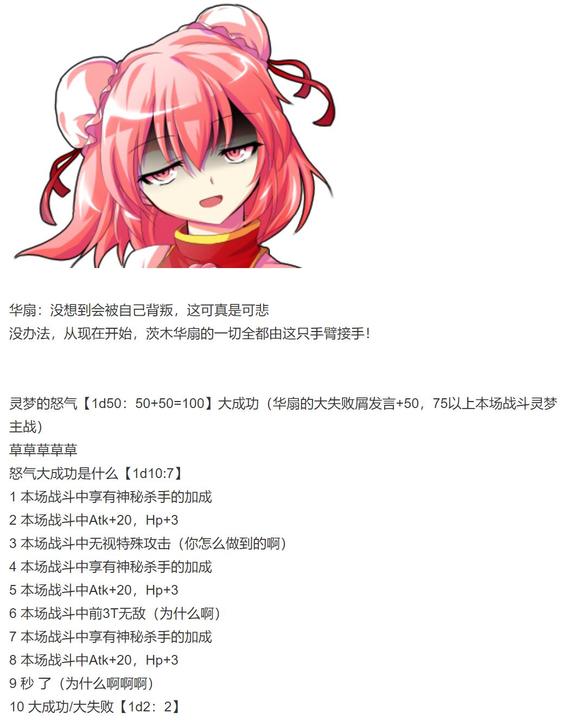 华扇：没想到会被自己背叛，这可真是可悲
没办法，从现在开始，茨木华扇的一切全都由这只手臂接手！
灵梦的怒气【1d50：50+50=100】大成功（华扇的大失败屑发言+50，75以上本场战斗灵梦
主战）
草草草草草
怒气大成功是什么【1d10:7】
1 本场战斗中享有神秘杀手的加成
2 本场战斗中Atk+20，Hp+3
3 本场战斗中无视特殊攻击（你怎么做到的啊）
4 本场战斗中享有神秘杀手的加成
5 本场战斗中Atk+20，Hp+3
6 本场战斗中前3T无敌（为什么啊）
7 本场战斗中享有神秘杀手的加成
8 本场战斗中Atk+20，Hp+3
9 秒 了（为什么啊啊啊）
10 大成功/大失败【1d2：2】